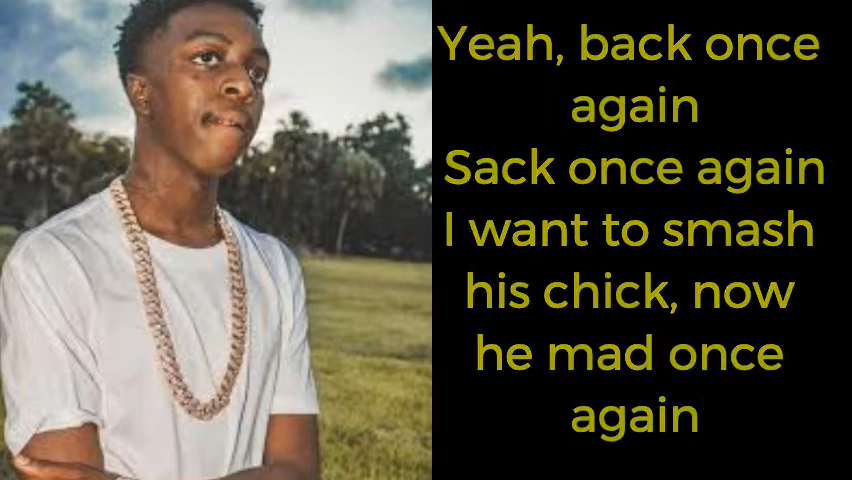 Yeah, back once
again
Sack once again
I want to smash
his chick, now
he mad once
again